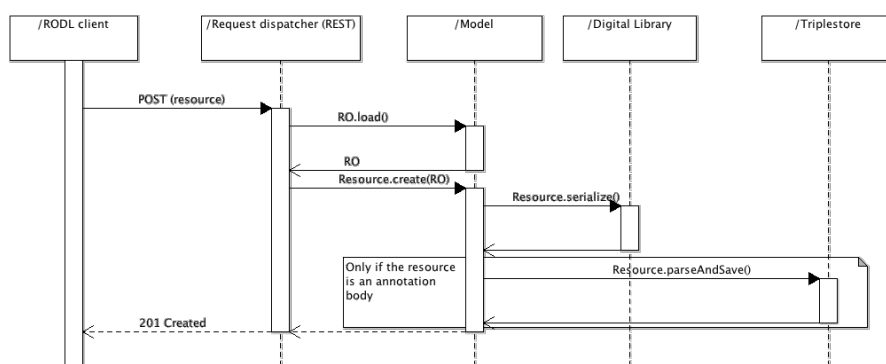 /RODL client
/Request dispatcher (REST)
/Model
/Digital Library
/Triplestore
POST (resource)
RO.load()
RO
Resource.create(RO)
Resource.serialize()
Only if the resource
is an annotation
body
Resource.parseAndSave()
201 Created